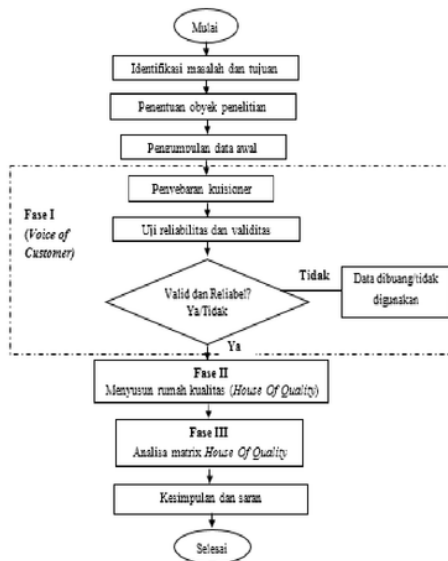 Mulai
Identifikasi masalah dan tujuan
Penentuan obyek penelitian
Pengumpulan data awal
Fase I
(Voice of
Customer)
Penyebaran kuisioner
Uji reliabilitas dan validitas
Valid dan Reliabel?
Ya/Tidak
Tidak
Data dibuang/tidak
digunakan
Ya
Fase II
Menyusun rumah kualitas (House Of Quality)
Fase III
Analisa matrix House Of Quality
Kesimpulan dan saran
Selesai